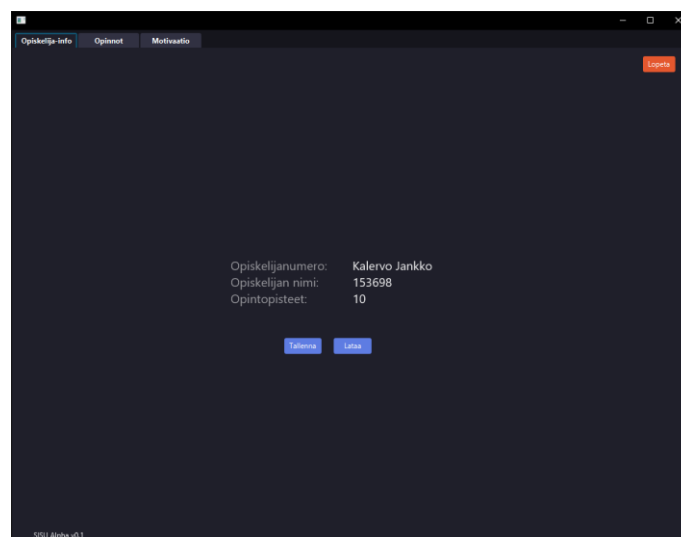 Opiskelija-info Opinnot Motivaatio
Lopeta
Opiskelijanumero: Kalervo Jankko
Opiskelijan nimi: 153698
Opintopisteet: 10
Tallenna Lataa
SISU Alpha v0.1